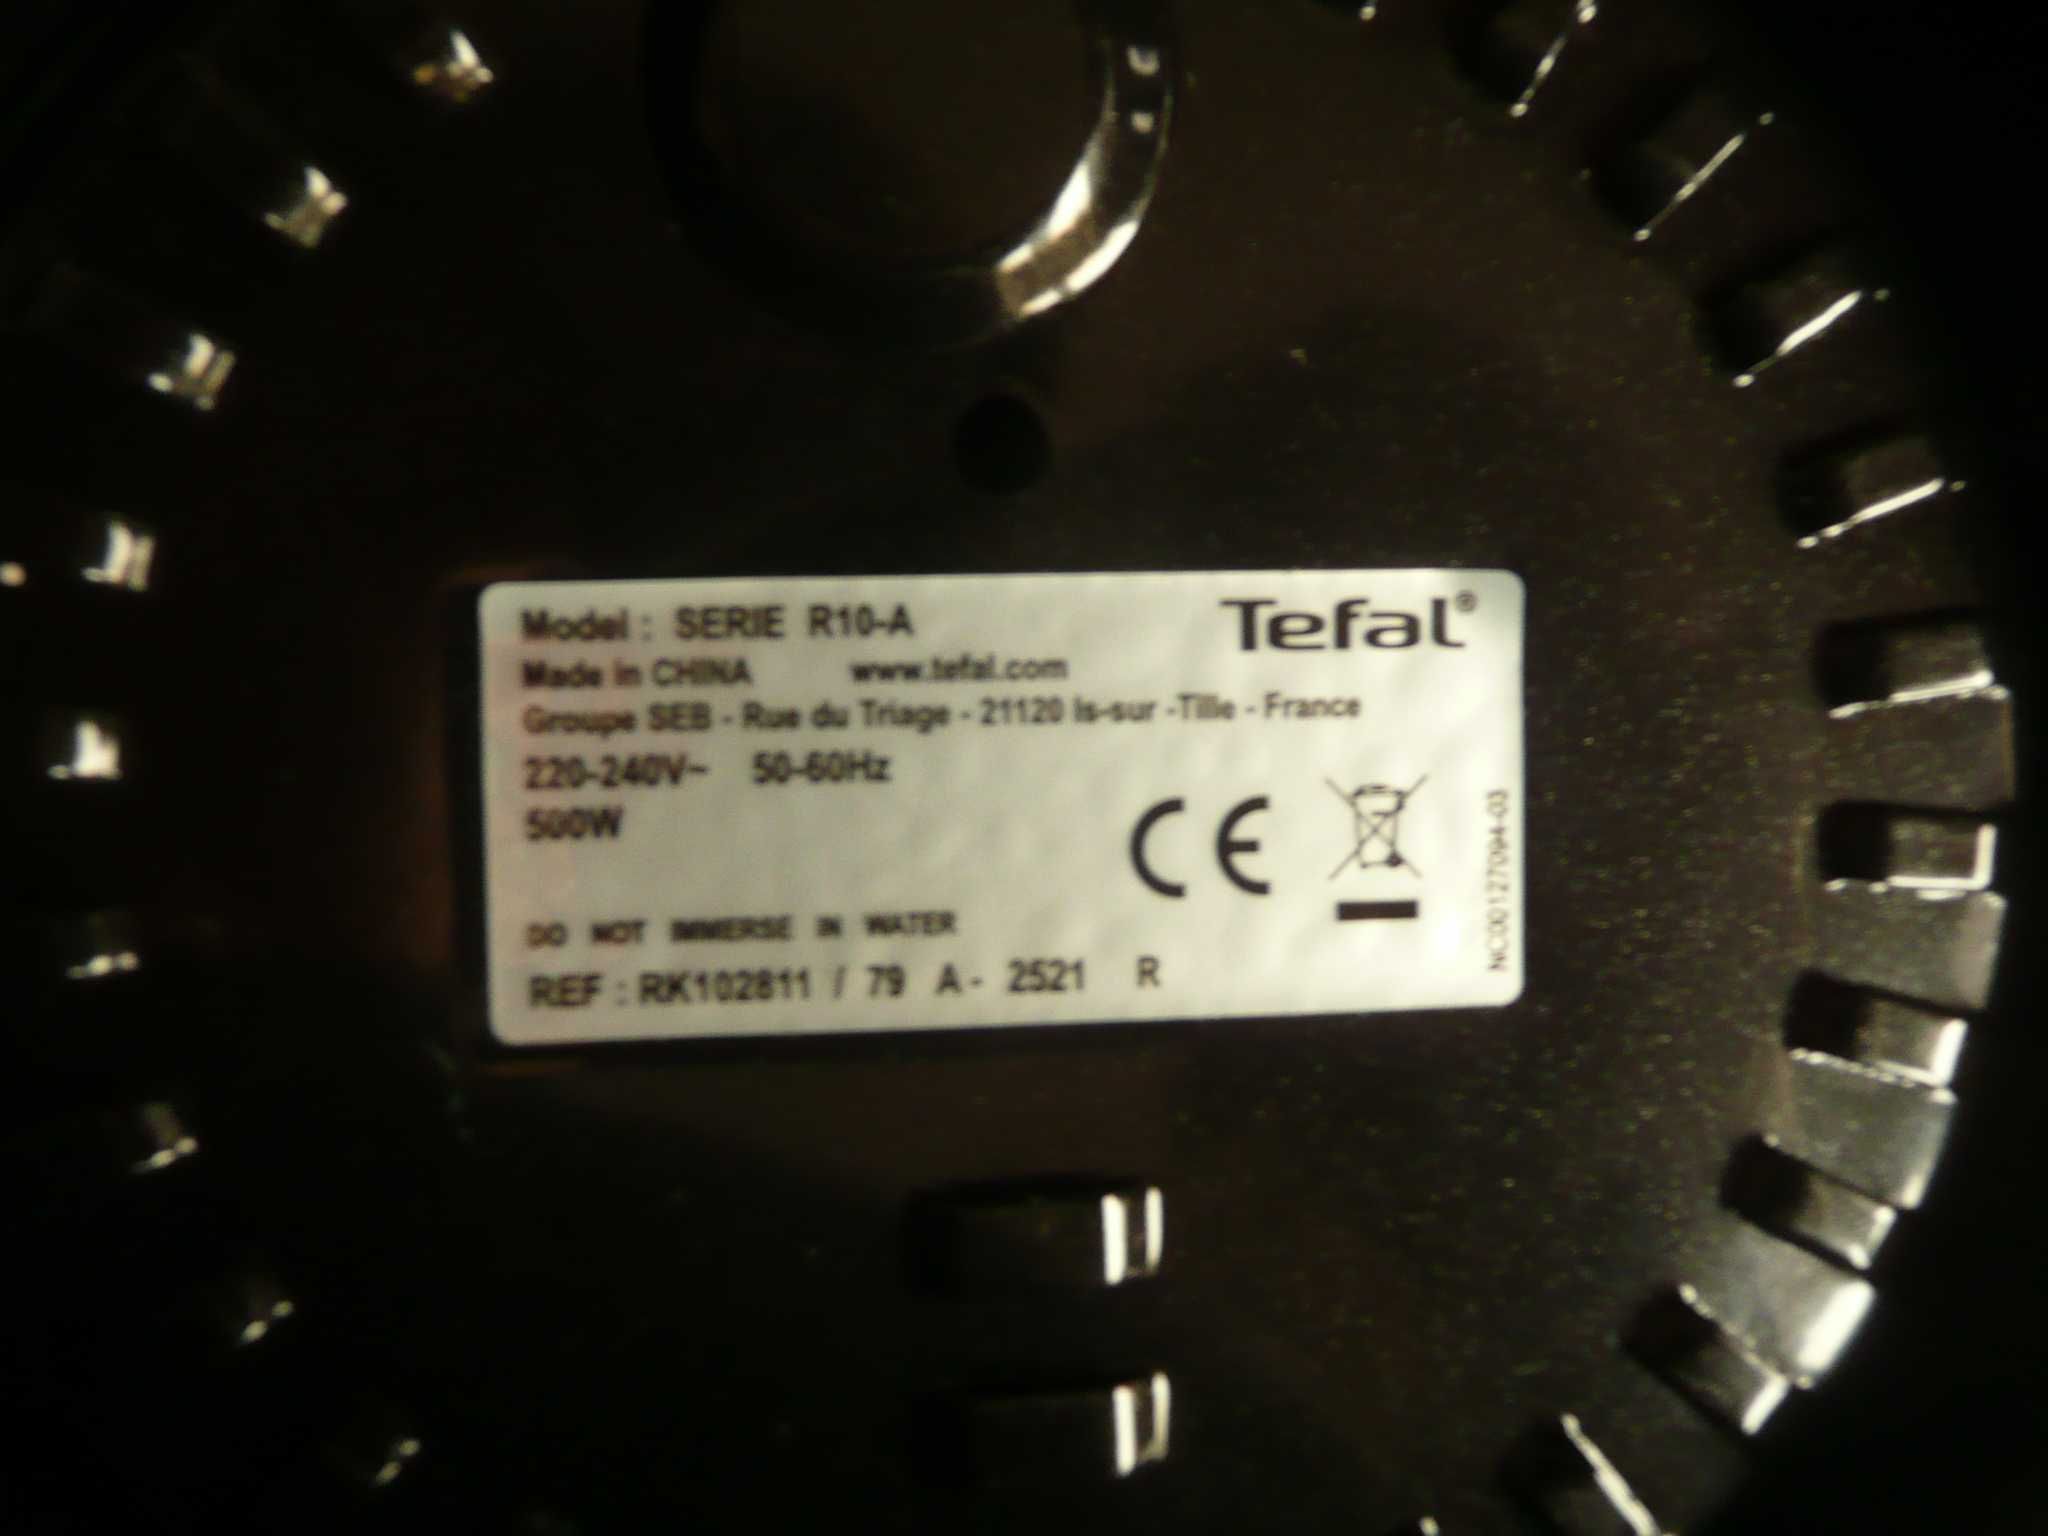 Model : SERIE R10-A
Tefal®
Made in CHINA www.tefal.com
Groupe SEB - Rue du Triage - 21120 Is-sur -Tille - France
220-240V~ 50-60Hz
500W
CE
DO NOT IMMERSE IN WATER
REF : RK102811 / 79 A - 2521 R
NC00127094-03